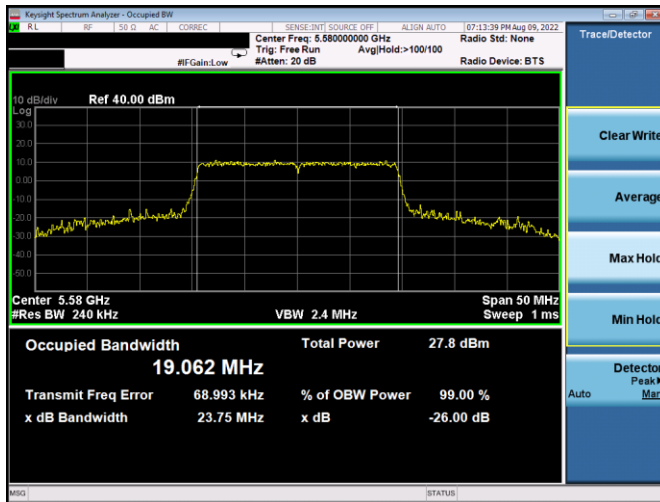 Keysight Spectrum Analyzer - Occupied BW
RL RF 50 Ω AC CORREC SENSE:INT SOURCE OFF ALIGN AUTO 07:13:39 PM Aug 09, 2022
Center Freq: 5.580000000 GHz Radio Std: None
Trig: Free Run Avg|Hold:>100/100
#IFGain:Low #Atten: 20 dB Radio Device: BTS
Trace/Detector
10 dB/div Ref 40.00 dBm
Log
30.0
20.0
10.0
0.00
-10.0
-20.0
-30.0
-40.0
-50.0
Center 5.58 GHz Span 50 MHz
#Res BW 240 kHz VBW 2.4 MHz Sweep 1 ms
Occupied Bandwidth Total Power 27.8 dBm
19.062 MHz
Transmit Freq Error 68.993 kHz % of OBW Power 99.00 %
x dB Bandwidth 23.75 MHz x dB -26.00 dB
Clear Write
Average
Max Hold
Min Hold
Detector
Peak
Auto Man
MSG STATUS